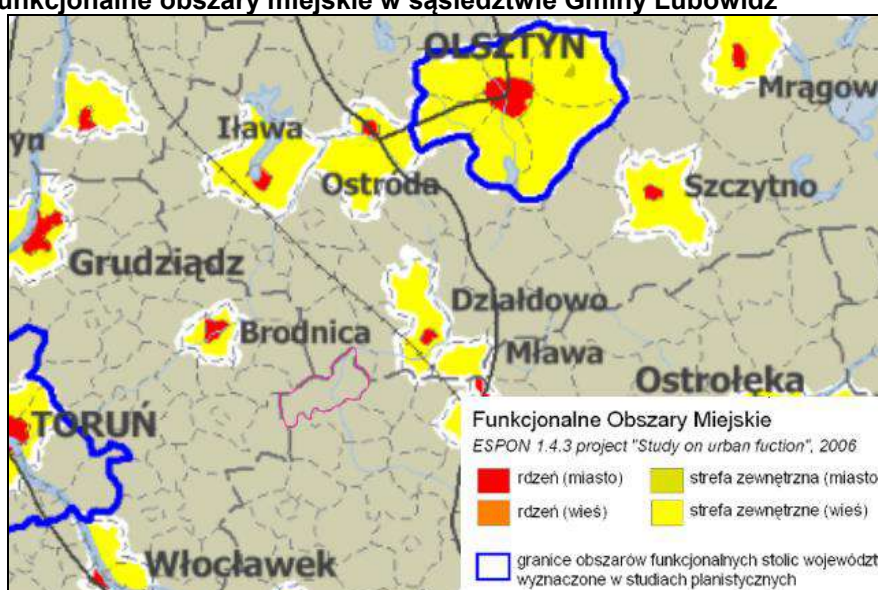 unkcjonalne obszary miejskie w sąsiedztwie Gminy Lubowidz
OLSZTYN
Mrągow
yn
Iława
Ostróda
Szczytno
Grudziądz
Działdowo
Brodnica
Mława
Ostrołęka
TORUŃ
Włocławek
Funkcjonalne Obszary Miejskie
ESPON 1.4.3 project "Study on urban fuction", 2006
rdzeń (miasto)
strefa zewnętrzna (miasto
rdzeń (wieś)
strefa zewnętrzne (wieś)
granice obszarów funkcjonalnych stolic województ
wyznaczone w studiach planistycznych